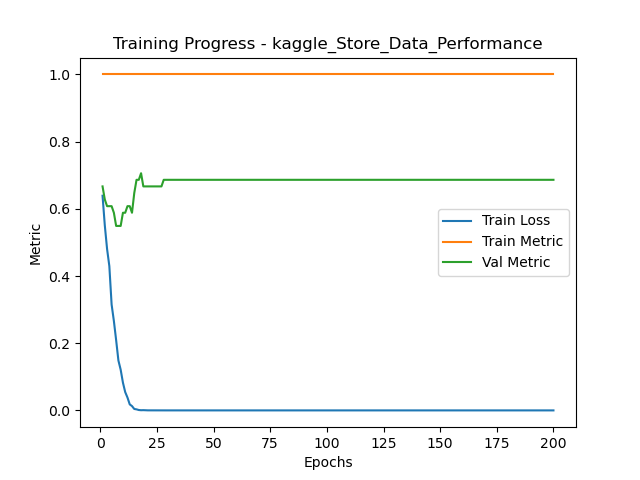 Training Progress - kaggle_Store_Data_Performance
1.0
0.8
0.6
0.4
0.2
0.0
Metric
Train Loss
Train Metric
Val Metric
0 25 50 75 100 125 150 175 200
Epochs